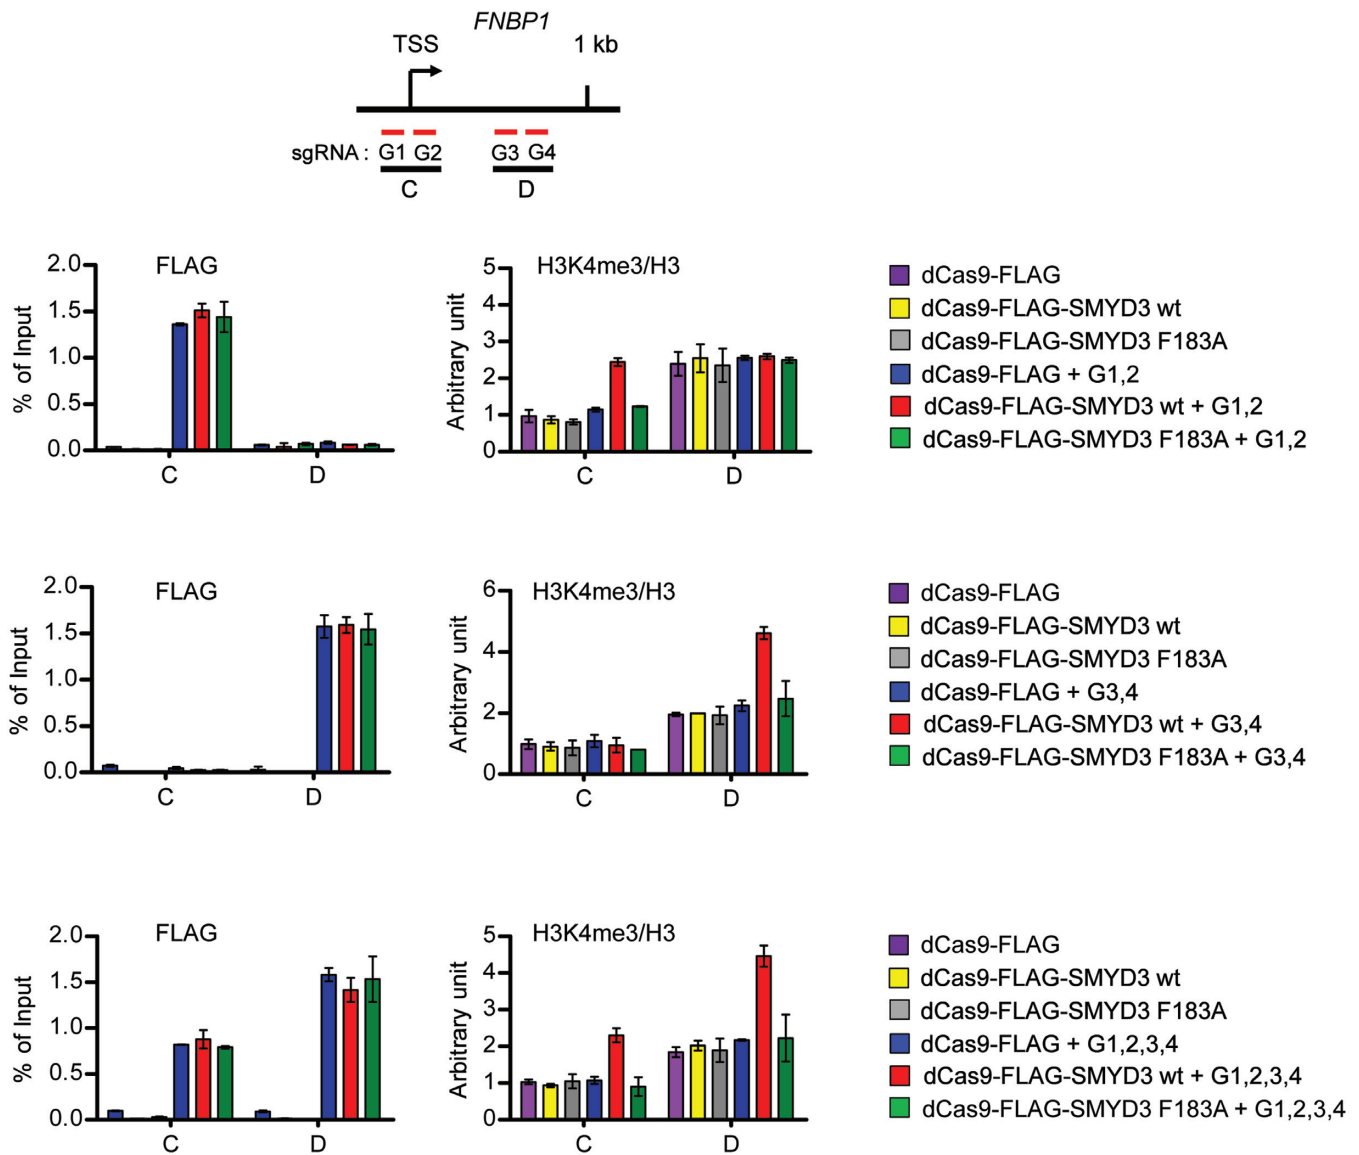 FNBP1
TSS
1 kb
sgRNA : G1 G2 G3 G4
C D
FLAG
% of Input
2.0
1.5
1.0
0.5
0.0
C D
H3K4me3/H3
Arbitrary unit
5
4
3
2
1
0
C D
dCas9-FLAG
dCas9-FLAG-SMYD3 wt
dCas9-FLAG-SMYD3 F183A
dCas9-FLAG + G1,2
dCas9-FLAG-SMYD3 wt + G1,2
dCas9-FLAG-SMYD3 F183A + G1,2
FLAG
% of Input
2.0
1.5
1.0
0.5
0.0
C D
H3K4me3/H3
Arbitrary unit
6
4
2
0
C D
dCas9-FLAG
dCas9-FLAG-SMYD3 wt
dCas9-FLAG-SMYD3 F183A
dCas9-FLAG + G3,4
dCas9-FLAG-SMYD3 wt + G3,4
dCas9-FLAG-SMYD3 F183A + G3,4
FLAG
% of Input
2.0
1.5
1.0
0.5
0.0
C D
H3K4me3/H3
Arbitrary unit
5
4
3
2
1
0
C D
dCas9-FLAG
dCas9-FLAG-SMYD3 wt
dCas9-FLAG-SMYD3 F183A
dCas9-FLAG + G1,2,3,4
dCas9-FLAG-SMYD3 wt + G1,2,3,4
dCas9-FLAG-SMYD3 F183A + G1,2,3,4